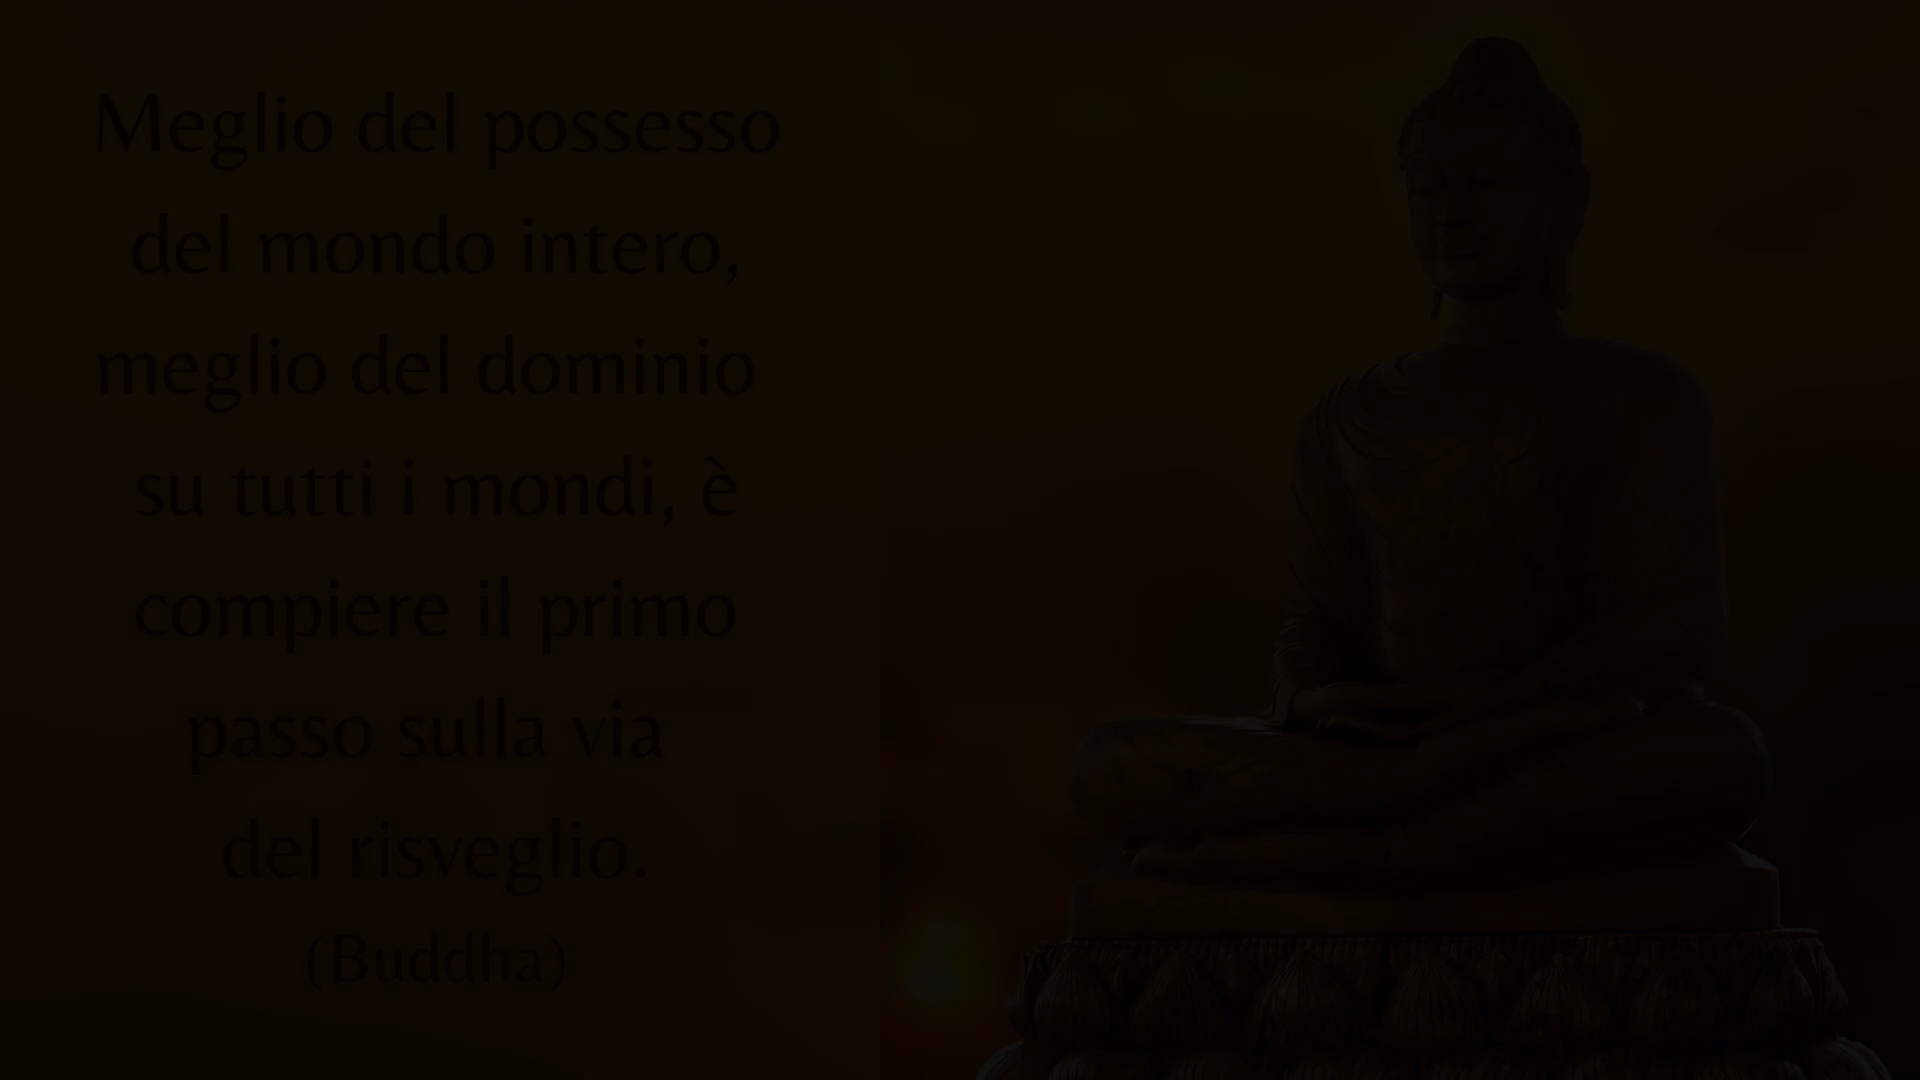 Meglio del possesso
del mondo intero,
meglio del dominio
su tutti i mondi, è
compiere il primo
passo sulla via
del risveglio.
(Buddha)